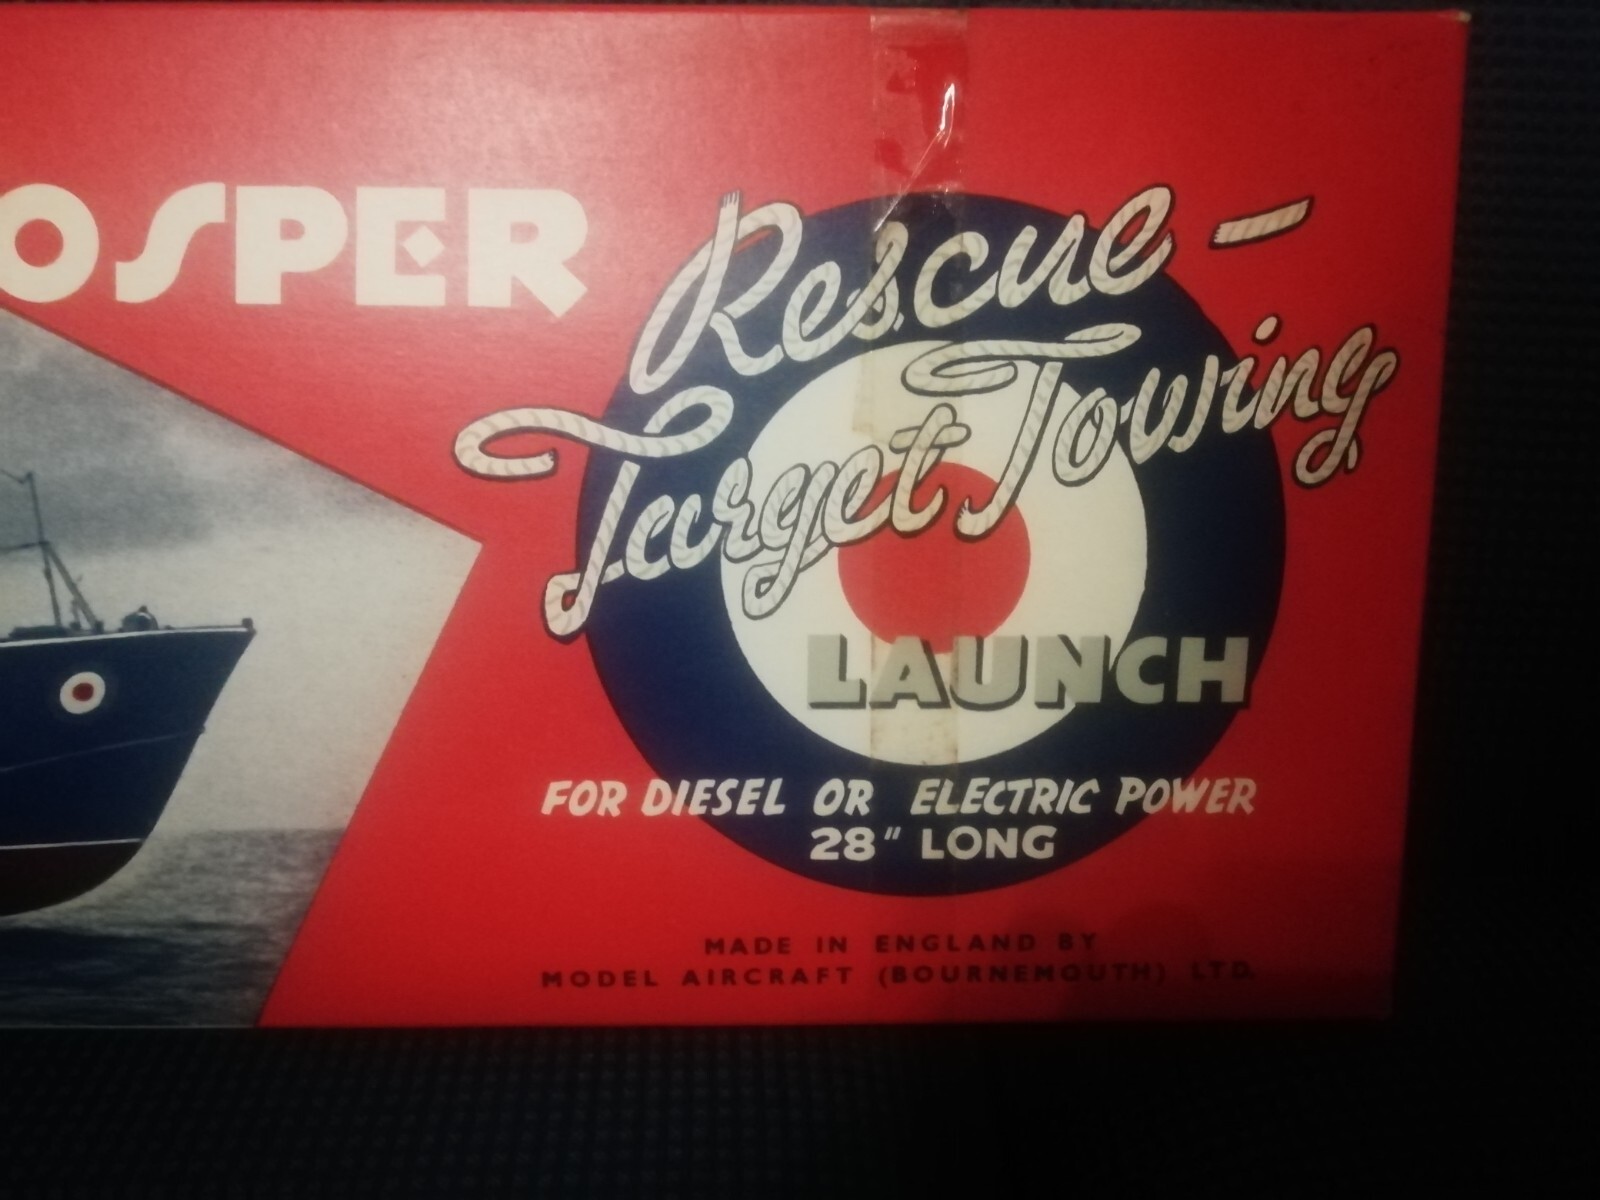 OSPER
Rescue -
Target Towing
LAUNCH
FOR DIESEL OR ELECTRIC POWER
28" LONG
MADE IN ENGLAND BY
MODEL AIRCRAFT (BOURNEMOUTH) LTD.